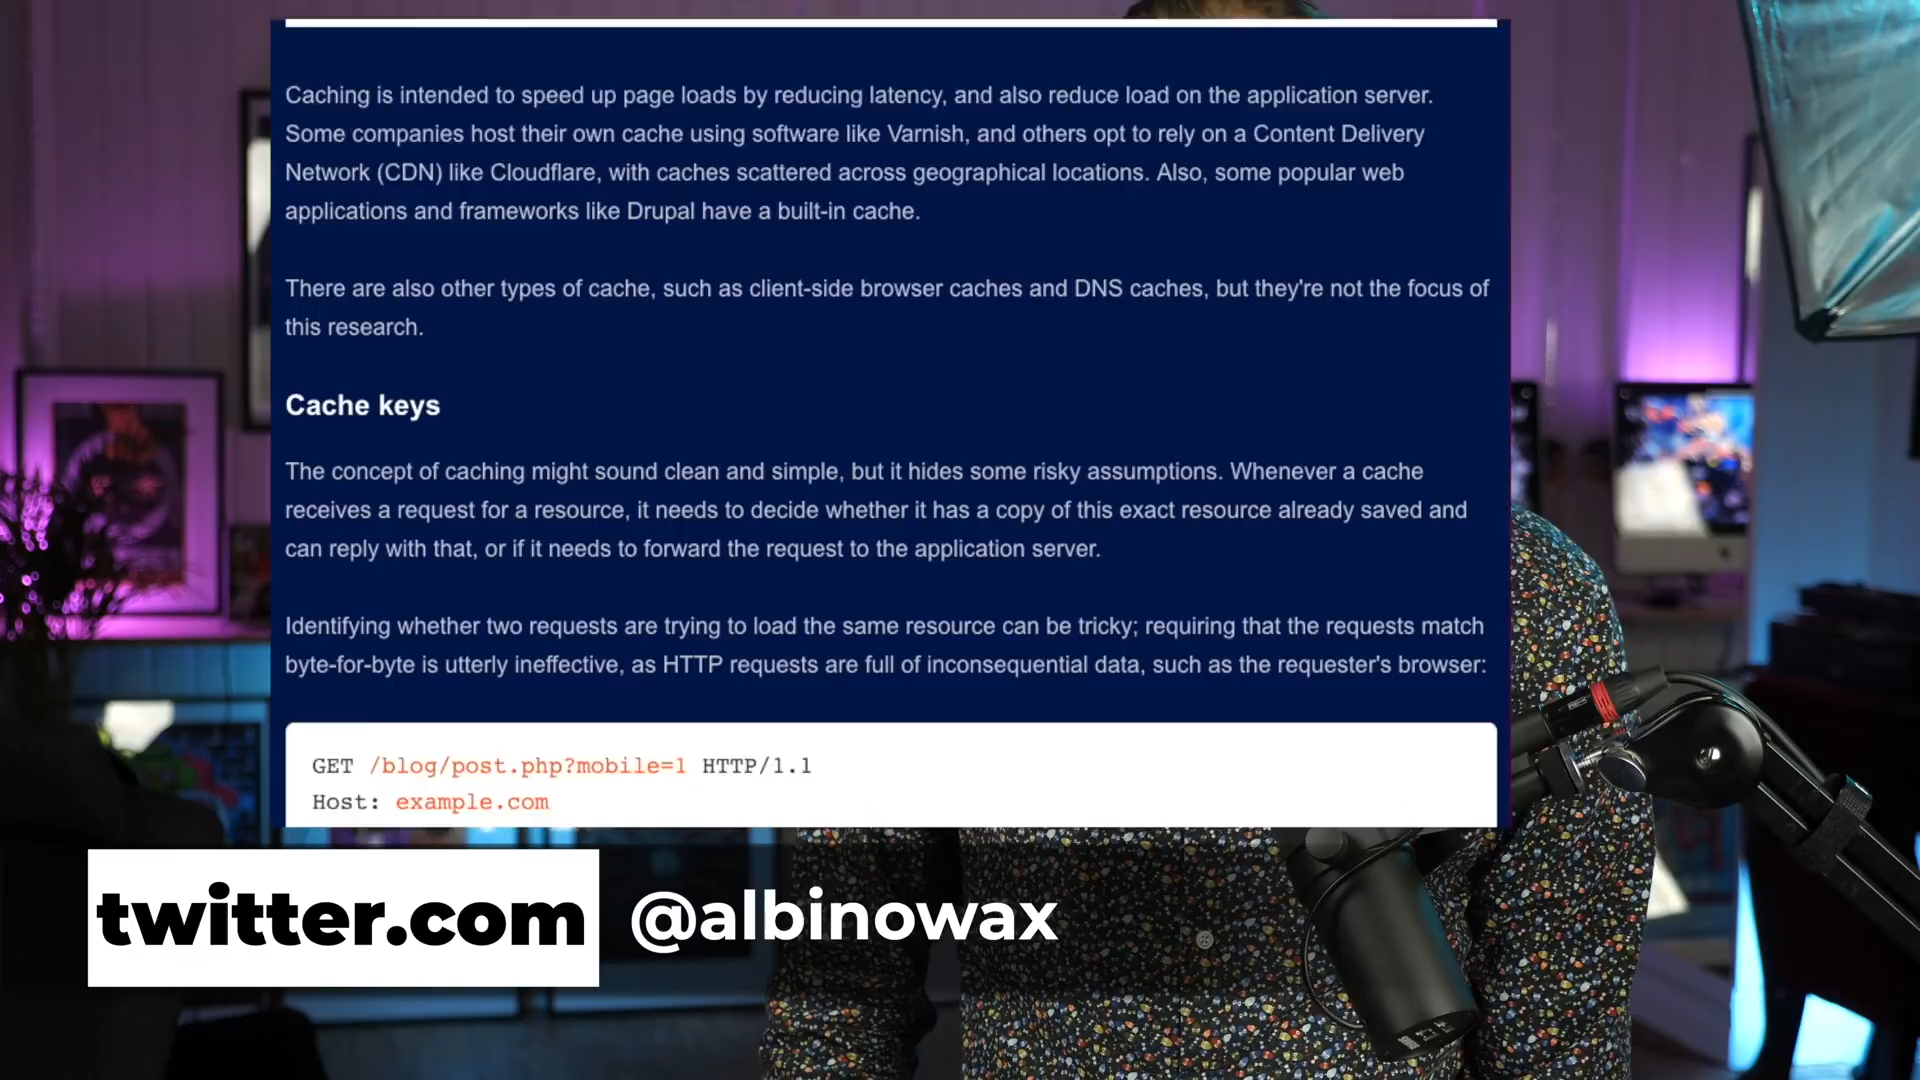 Caching is intended to speed up page loads by reducing latency, and also reduce load on the application server.
Some companies host their own cache using software like Varnish, and others opt to rely on a Content Delivery
Network (CDN) like Cloudflare, with caches scattered across geographical locations. Also, some popular web
applications and frameworks like Drupal have a built-in cache.
There are also other types of cache, such as client-side browser caches and DNS caches, but they're not the focus of
this research.
Cache keys
The concept of caching might sound clean and simple, but it hides some risky assumptions. Whenever a cache
receives a request for a resource, it needs to decide whether it has a copy of this exact resource already saved and
can reply with that, or if it needs to forward the request to the application server.
Identifying whether two requests are trying to load the same resource can be tricky; requiring that the requests match
byte-for-byte is utterly ineffective, as HTTP requests are full of inconsequential data, such as the requester's browser:
GET /blog/post.php?mobile=1 HTTP/1.1
Host: example.com
twitter.com @albinowax